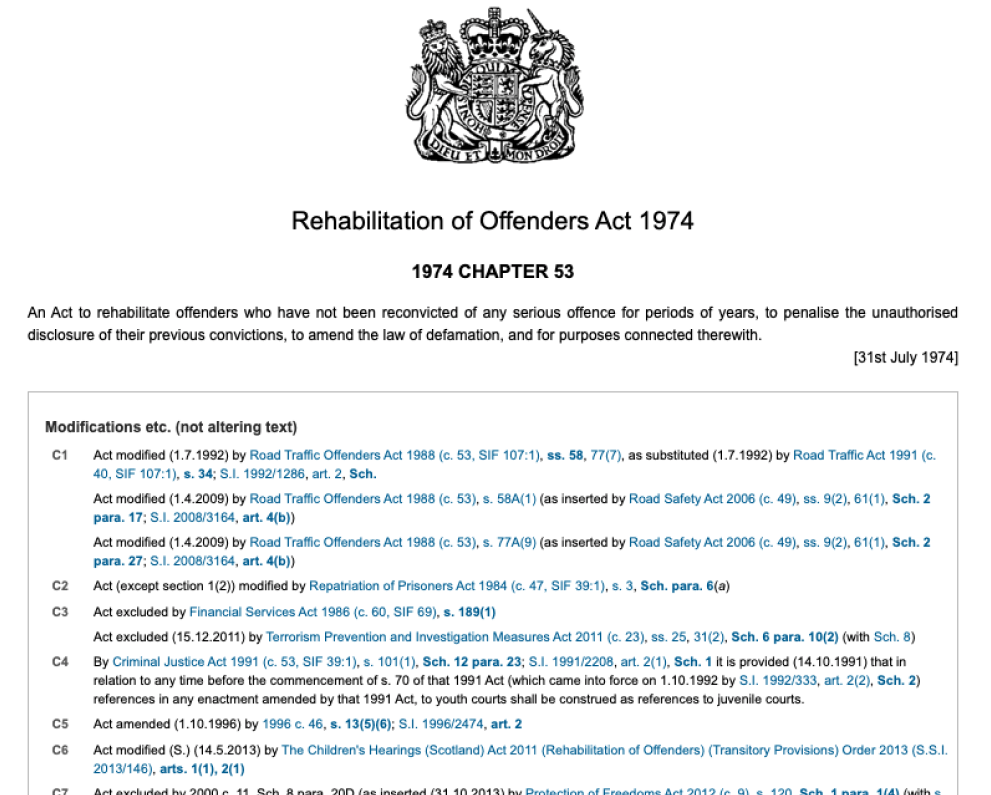 DIEU ET MON DROIT
Rehabilitation of Offenders Act 1974
1974 CHAPTER 53
An Act to rehabilitate offenders who have not been reconvicted of any serious offence for periods of years, to penalise the unauthorised
disclosure of their previous convictions, to amend the law of defamation, and for purposes connected therewith.
[31st July 1974]
Modifications etc. (not altering text)
C1 Act modified (1.7.1992) by Road Traffic Offenders Act 1988 (c. 53, SIF 107:1), ss. 58, 77(7), as substituted (1.7.1992) by Road Traffic Act 1991 (c.
40, SIF 107:1), s. 34; S.I. 1992/1286, art. 2, Sch.
Act modified (1.4.2009) by Road Traffic Offenders Act 1988 (c. 53), s. 58A(1) (as inserted by Road Safety Act 2006 (c. 49), ss. 9(2), 61(1), Sch. 2
para. 17; S.I. 2008/3164, art. 4(b))
Act modified (1.4.2009) by Road Traffic Offenders Act 1988 (c. 53), s. 77A(9) (as inserted by Road Safety Act 2006 (c. 49), ss. 9(2), 61(1), Sch. 2
para. 27; S.I. 2008/3164, art. 4(b))
C2 Act (except section 1(2)) modified by Repatriation of Prisoners Act 1984 (c. 47, SIF 39:1), s. 3, Sch. para. 6(a)
C3 Act excluded by Financial Services Act 1986 (c. 60, SIF 69), s. 189(1)
Act excluded (15.12.2011) by Terrorism Prevention and Investigation Measures Act 2011 (c. 23), ss. 25, 31(2), Sch. 6 para. 10(2) (with Sch. 8)
C4 By Criminal Justice Act 1991 (c. 53, SIF 39:1), s. 101(1), Sch. 12 para. 23; S.I. 1991/2208, art. 2(1), Sch. 1 it is provided (14.10.1991) that in
relation to any time before the commencement of s. 70 of that 1991 Act (which came into force on 1.10.1992 by S.I. 1992/333, art. 2(2), Sch. 2)
references in any enactment amended by that 1991 Act, to youth courts shall be construed as references to juvenile courts.
C5 Act amended (1.10.1996) by 1996 c. 46, s. 13(5)(6); S.I. 1996/2474, art. 2
C6 Act modified (S.) (14.5.2013) by The Children's Hearings (Scotland) Act 2011 (Rehabilitation of Offenders) (Transitory Provisions) Order 2013 (S.S.I.
2013/146), arts. 1(1), 2(1)
C7 Act excluded by 2000 c. 11, Sch. 8 para. 20D (as inserted (31.10.2013) by Protection of Freedoms Act 2012 (c. 9), s. 120, Sch. 1 para. 1(4) (with s.